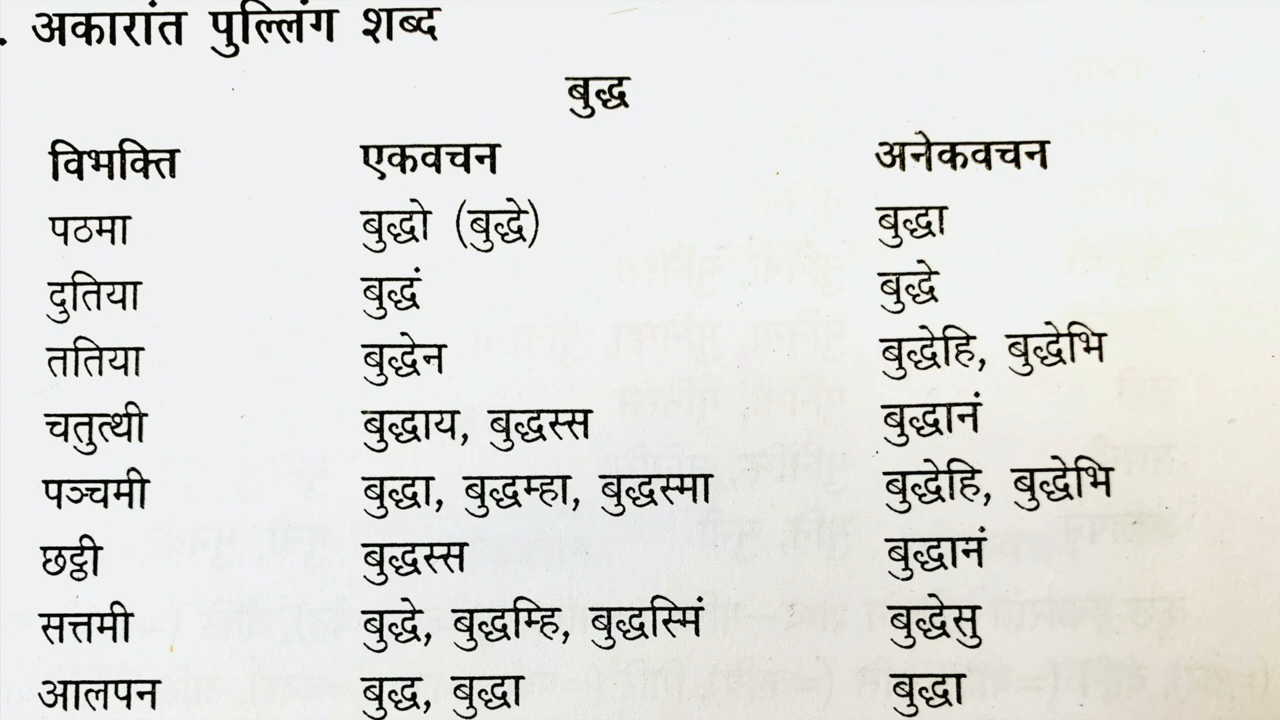 . अकारांत पुल्लिंग शब्द
बुद्ध
विभक्ति एकवचन अनेकवचन
पठमा बुद्धो (बुद्धे) बुद्धा
दुतिया बुद्धं बुद्धे
ततिया बुद्धेन बुद्धेहि, बुद्धेभि
चतुत्थी बुद्धाय, बुद्धस्स बुद्धानं
पञ्चमी बुद्धा, बुद्धम्हा, बुद्धस्मा बुद्धेहि, बुद्धेभि
छट्ठी बुद्धस्स बुद्धानं
सत्तमी बुद्धे, बुद्धम्हि, बुद्धस्मिं बुद्धेसु
आलपन बुद्ध, बुद्धा बुद्धा